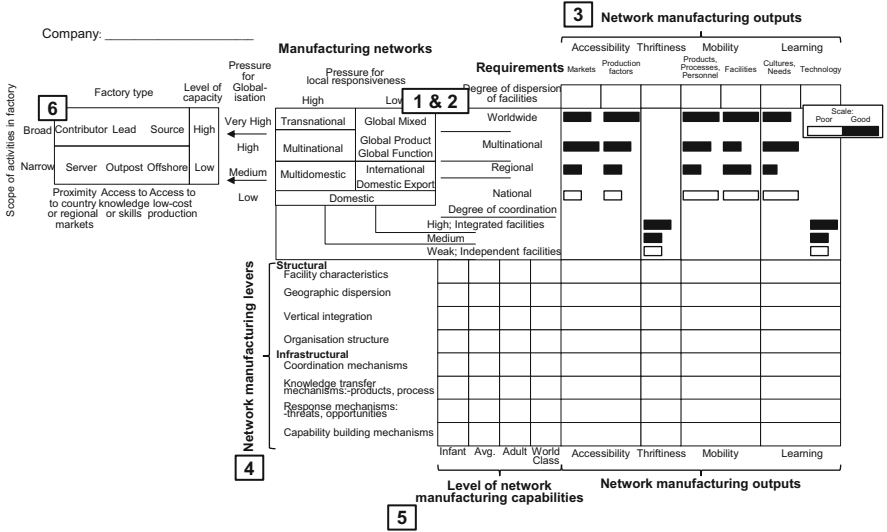 3 Network manufacturing outputs
Company:
Manufacturing networks
Accessibility Thriftiness Mobility Learning
Pressure for Global- isation
Pressure for
local responsiveness
Requirements
Markets
Production factors
Products, Processes, Personnel
Facilities
Cultures, Needs
Technology
6
Factory type
Level of capacity
High
Low
1 & 2
Degree of dispersion
of facilities
Scale:
Poor Good
Scope of activities in factory
Broad
Contributor Lead Source
High
Very High
Transnational
Global Mixed
Worldwide
High
Multinational
Global Product
Global Function
Multinational
Narrow
Server Outpost Offshore
Low
Medium
Multidomestic
International
Domestic Export
Regional
Low
Domestic
National
Proximity to country or regional markets
Access to knowledge or skills
Access to low-cost production
Degree of coordination
High; Integrated facilities
Medium
Weak; Independent facilities
Network manufacturing levers
4
Structural
Facility characteristics
Geographic dispersion
Vertical integration
Organisation structure
Infrastructural
Coordination mechanisms
Knowledge transfer
mechanisms:-products, process
Response mechanisms:
-threats, opportunities
Capability building mechanisms
Infant Avg. Adult World Class
Accessibility Thriftiness Mobility Learning
Level of network
manufacturing capabilities
5
Network manufacturing outputs